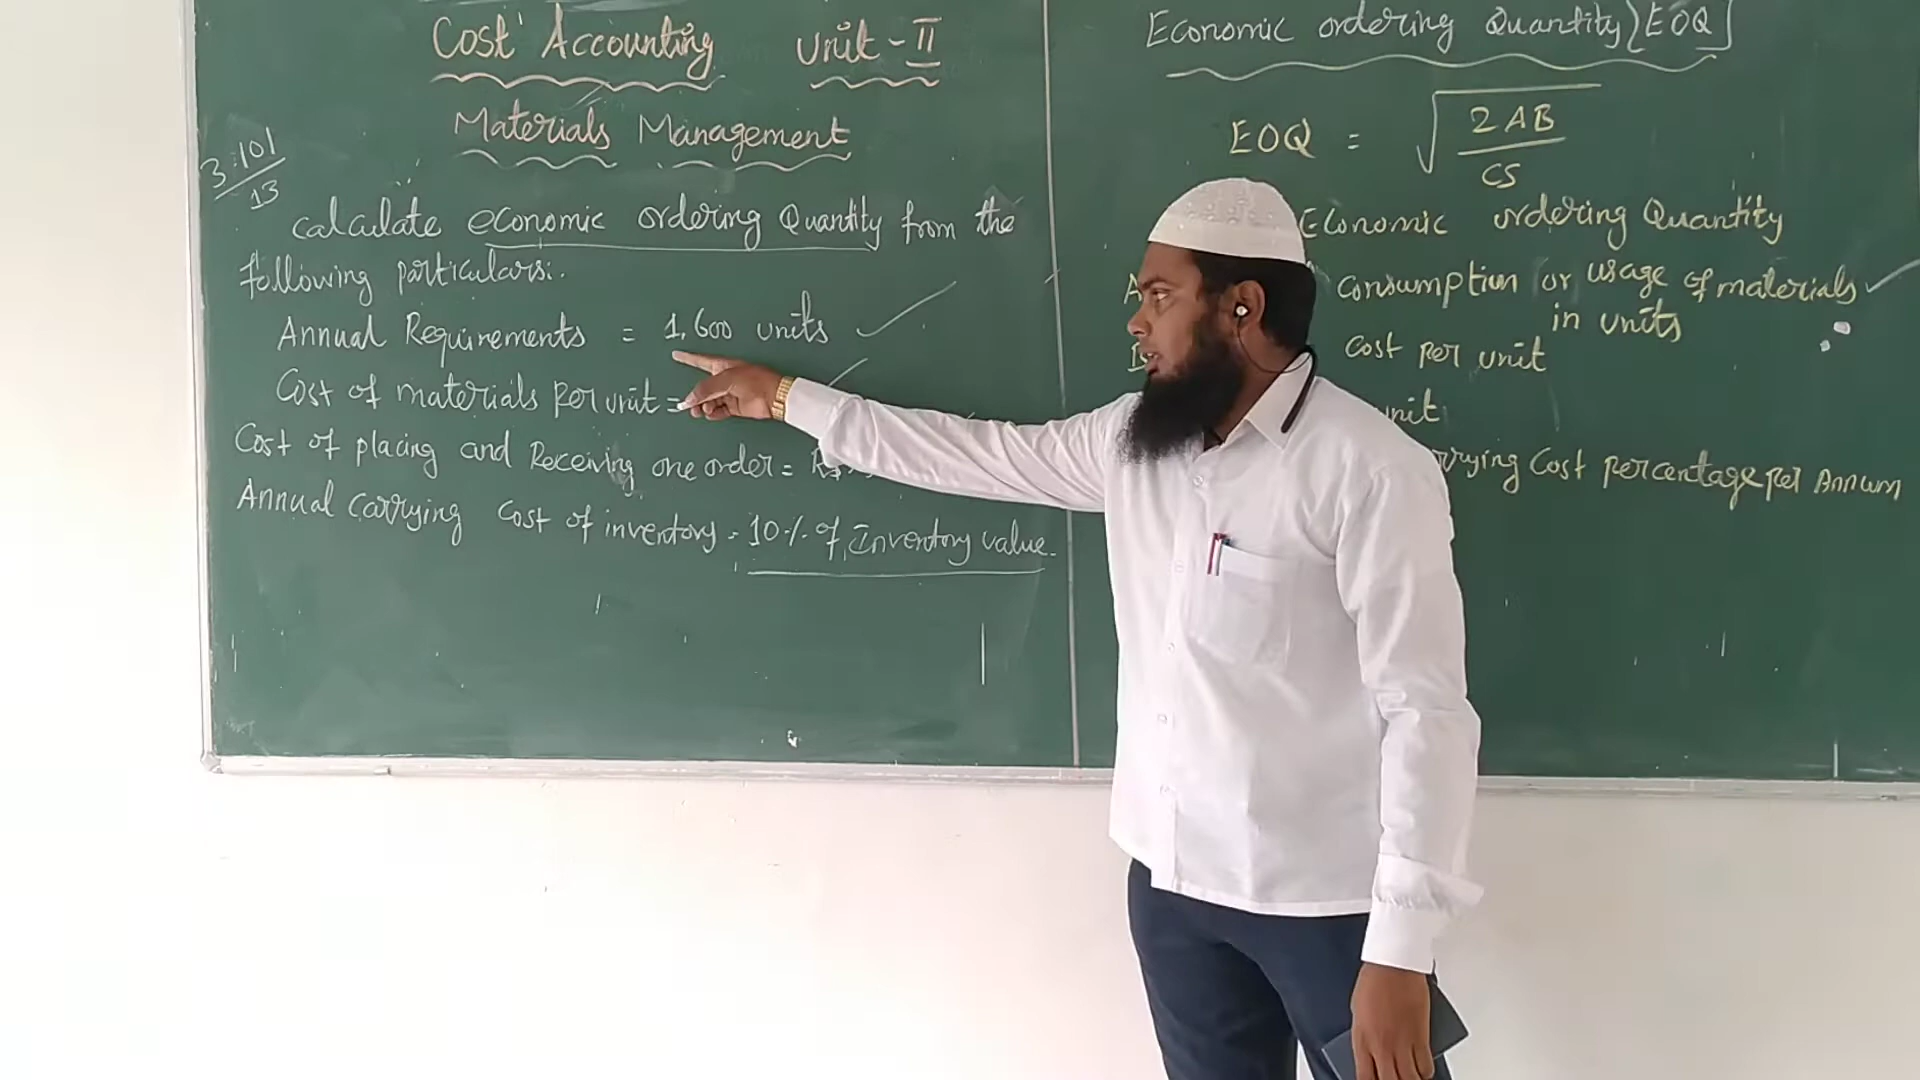 Cost Accounting Unit - II
Materials Management
3.101
13
Calculate economic ordering Quantity from the
following particulars:.
Annual Requirements = 1,600 units
Cost of materials per unit =
Cost of placing and Receiving one order = Rs
Annual Carrying Cost of inventory = 10% of Inventory value.
Economic ordering Quantity [EOQ]
EOQ = √ 2AB
CS
Economic ordering Quantity
A Consumption or usage of materials
in units
Cost per unit
unit
rrying Cost percentage per Annum